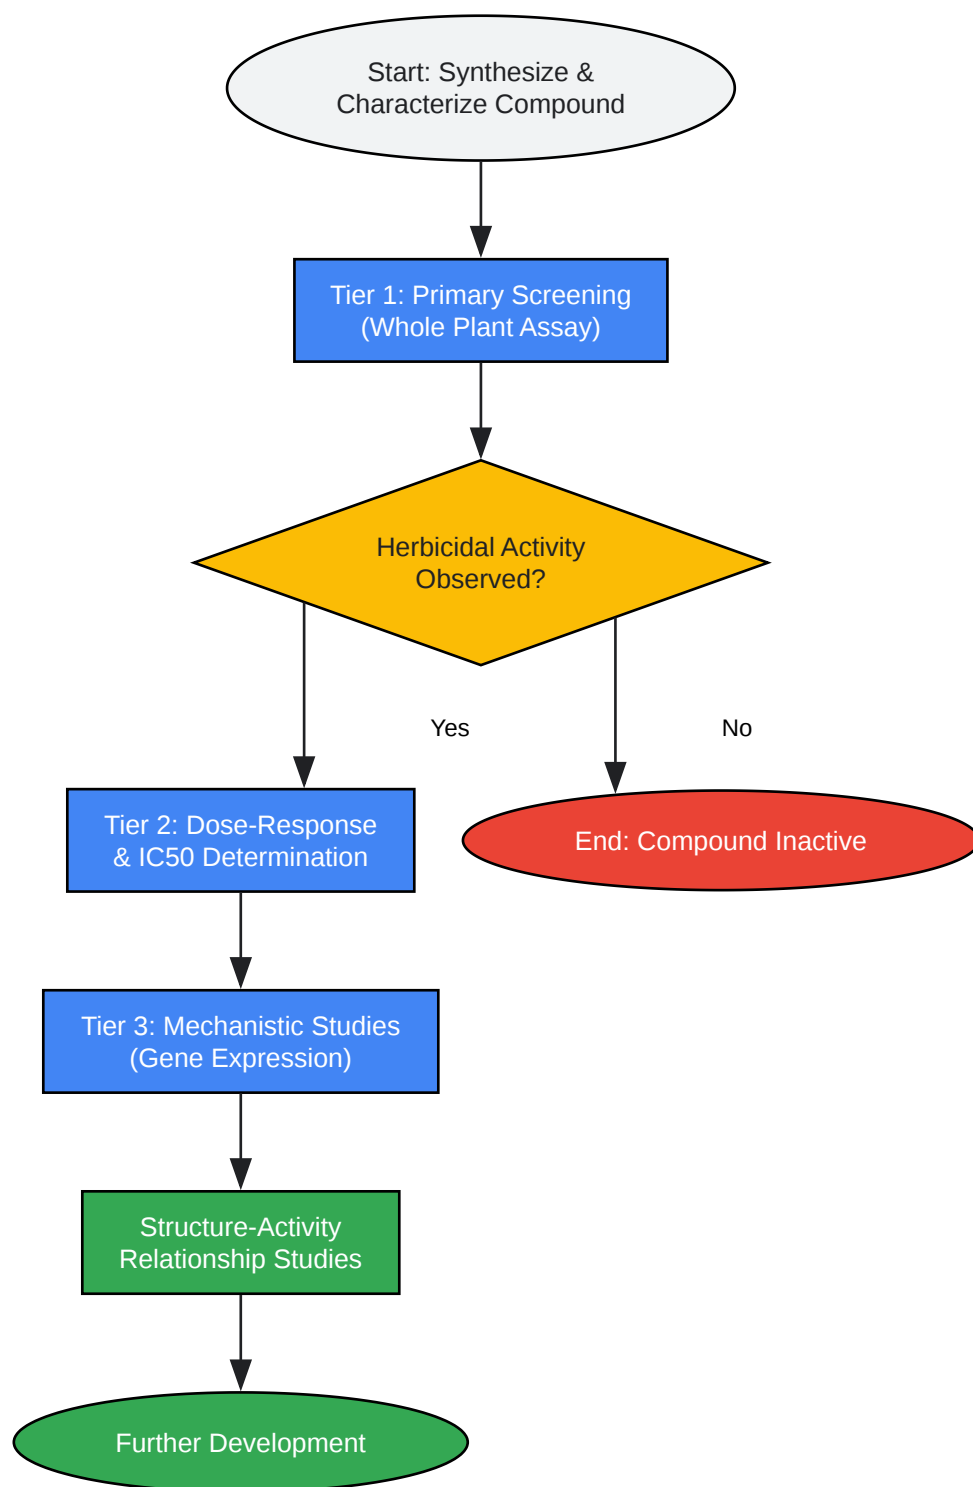 Start: Synthesize &
Characterize Compound
Tier 1: Primary Screening
(Whole Plant Assay)
Herbicidal Activity
Observed?
Yes
No
Tier 2: Dose-Response
& IC50 Determination
End: Compound Inactive
Tier 3: Mechanistic Studies
(Gene Expression)
Structure-Activity
Relationship Studies
Further Development